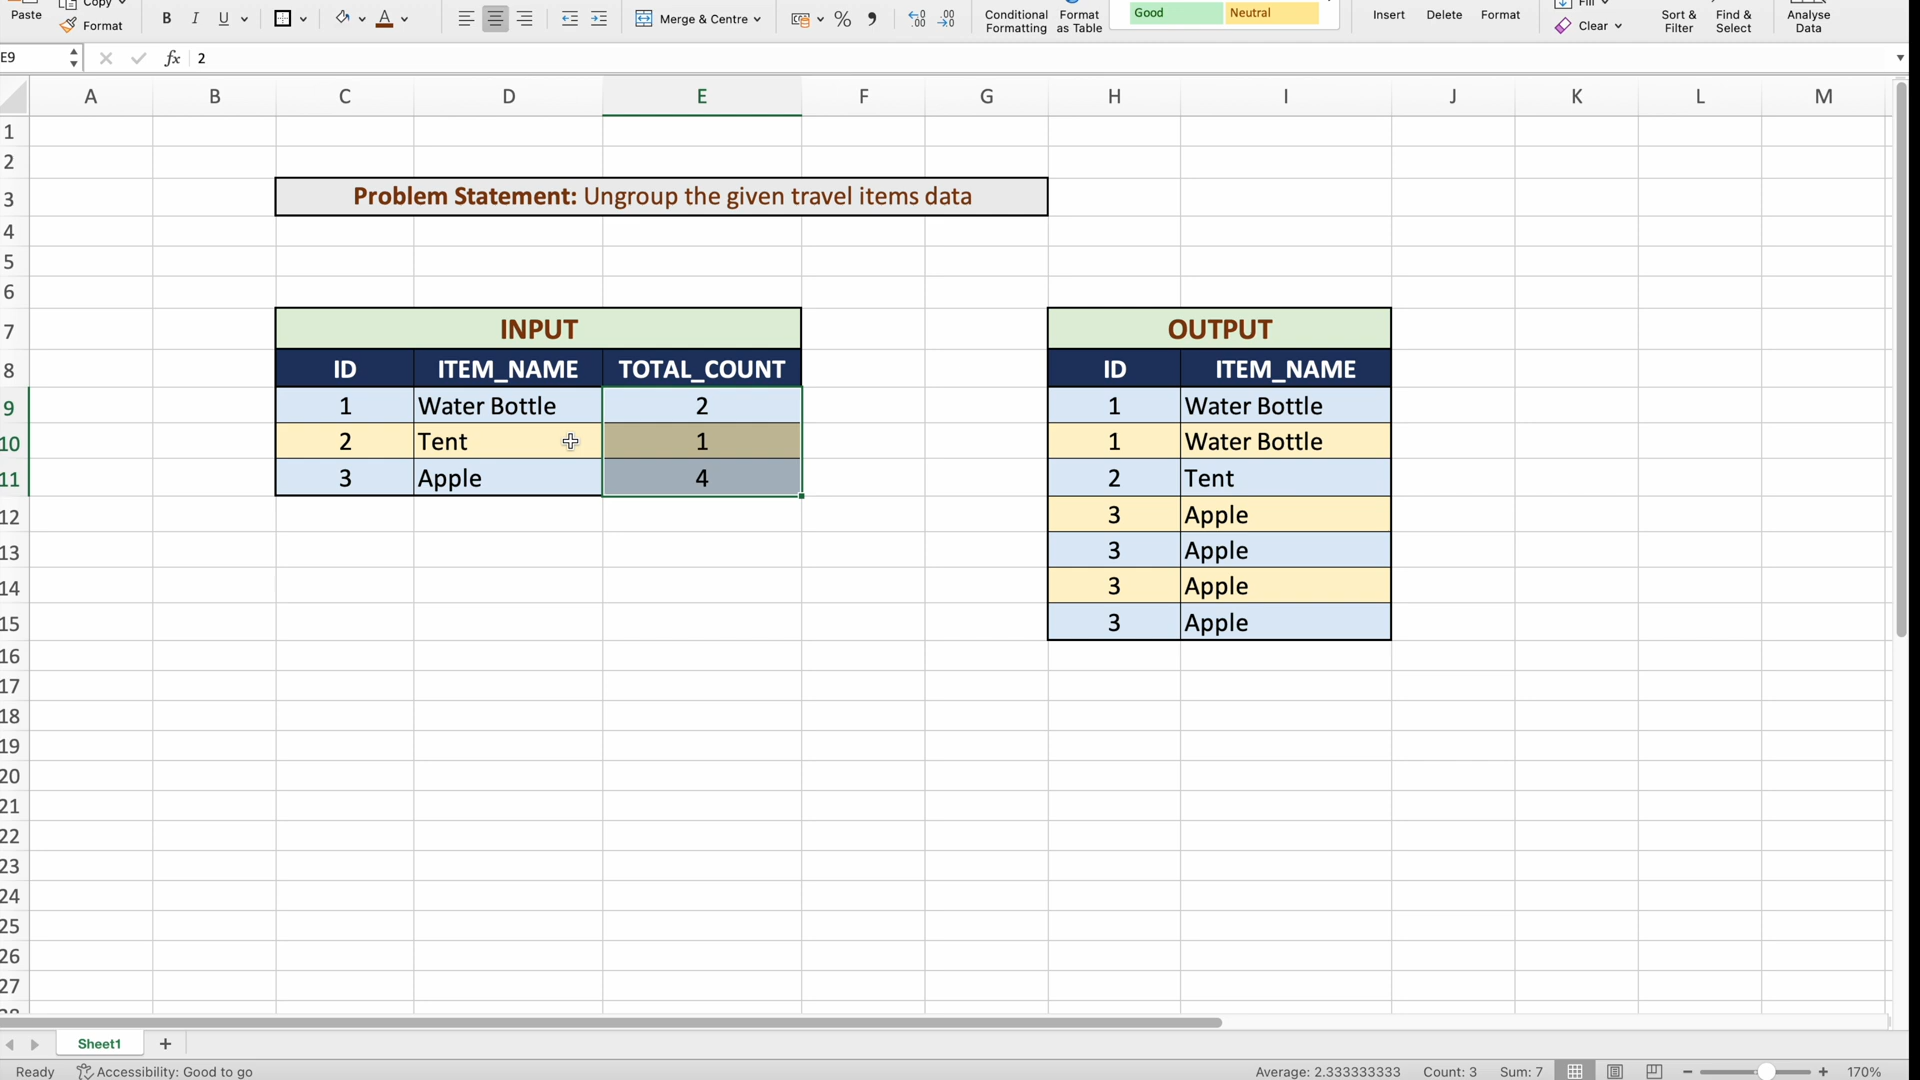 Paste
Copy
Format
B I U
A
Merge & Centre
%
Conditional Formatting
Format as Table
Good
Neutral
Insert
Delete
Format
Fill
Clear
Sort & Filter
Find & Select
Analyse Data
E9
fx 2
A B C D E F G H I J K L M
1
2
3 Problem Statement: Ungroup the given travel items data
4
5
6
7 INPUT OUTPUT
8 ID ITEM_NAME TOTAL_COUNT ID ITEM_NAME
9 1 Water Bottle 2 1 Water Bottle
10 2 Tent 1 1 Water Bottle
11 3 Apple 4 2 Tent
12 3 Apple
13 3 Apple
14 3 Apple
15 3 Apple
16
17
18
19
20
21
22
23
24
25
26
27
Sheet1
Ready Accessibility: Good to go Average: 2.333333333 Count: 3 Sum: 7 170%